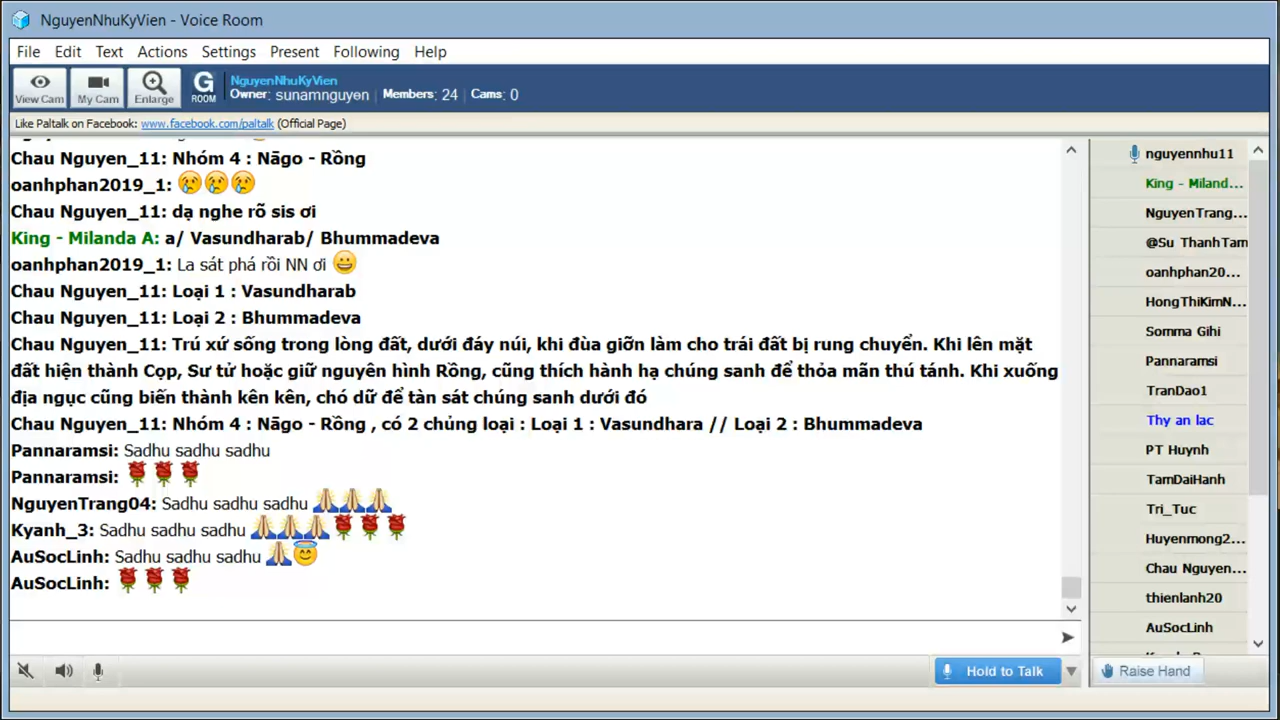 NguyenNhuKyVien - Voice Room
File Edit Text Actions Settings Present Following Help
View Cam My Cam Enlarge G ROOM
NguyenNhuKyVien
Owner: sunamnguyen Members: 24 Cams: 0
Like Paltalk on Facebook: www.facebook.com/paltalk (Official Page)
Chau Nguyen_11: Nhóm 4 : Nāgo - Rồng
oanhphan2019_1:
Chau Nguyen_11: dạ nghe rõ sis ơi
King - Milanda A: a/ Vasundharab/ Bhummadeva
oanhphan2019_1: La sát phá rồi NN ơi
Chau Nguyen_11: Loại 1 : Vasundharab
Chau Nguyen_11: Loại 2 : Bhummadeva
Chau Nguyen_11: Trú xứ sống trong lòng đất, dưới đáy núi, khi đùa giỡn làm cho trái đất bị rung chuyển. Khi lên mặt
đất hiện thành Cọp, Sư tử hoặc giữ nguyên hình Rồng, cũng thích hành hạ chúng sanh để thỏa mãn thú tánh. Khi xuống
địa ngục cũng biến thành kên kên, chó dữ để tàn sát chúng sanh dưới đó
Chau Nguyen_11: Nhóm 4 : Nāgo - Rồng , có 2 chủng loại : Loại 1 : Vasundhara // Loại 2 : Bhummadeva
Pannaramsi: Sadhu sadhu sadhu
Pannaramsi:
NguyenTrang04: Sadhu sadhu sadhu
Kyanh_3: Sadhu sadhu sadhu
AuSocLinh: Sadhu sadhu sadhu
AuSocLinh:
nguyennhu11
King - Miland...
NguyenTrang...
@Su ThanhTam
oanhphan20...
HongThiKimN...
Somma Gihi
Pannaramsi
TranDao1
Thy an lac
PT Huynh
TamDaiHanh
Tri_Tuc
Huyenmong2...
Chau Nguyen...
thienlanh20
AuSocLinh
Hold to Talk
Raise Hand